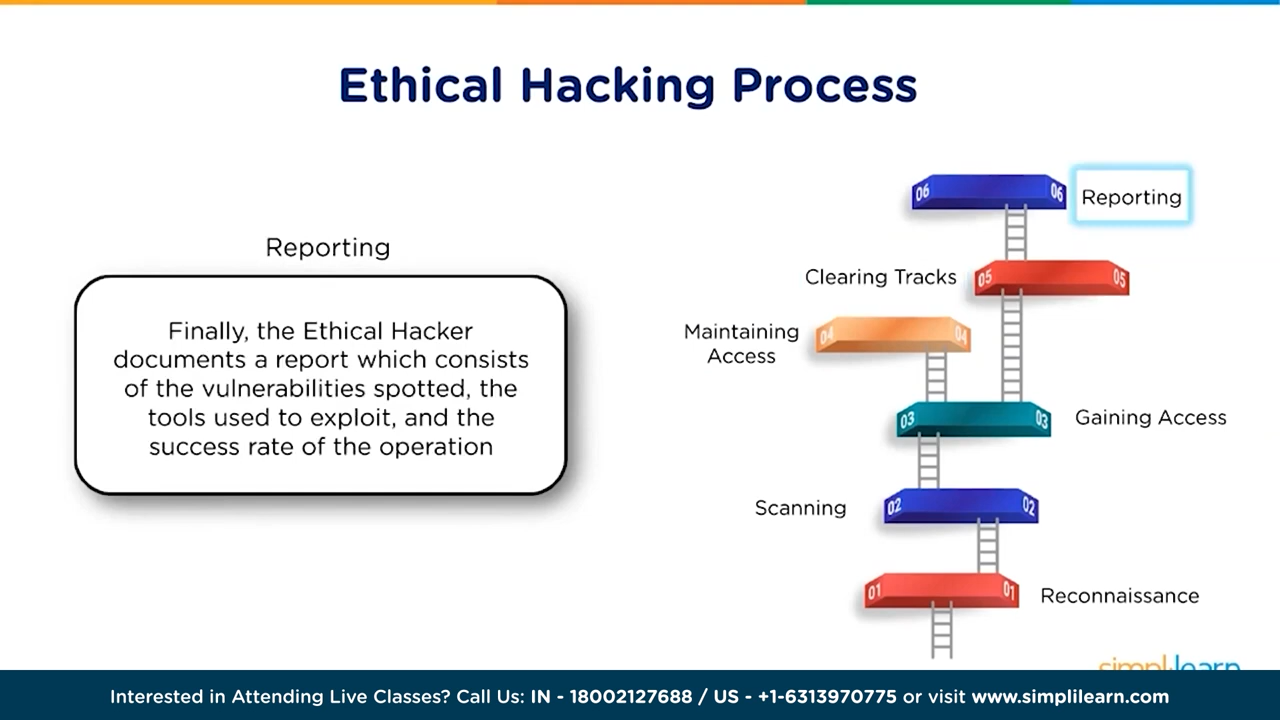 Ethical Hacking Process
Reporting
Finally, the Ethical Hacker
documents a report which consists
of the vulnerabilities spotted, the
tools used to exploit, and the
success rate of the operation
06 06 Reporting
Clearing Tracks 05 05
Maintaining
Access
04 04
03 03 Gaining Access
Scanning 02 02
01 01 Reconnaissance
simplilearn
Interested in Attending Live Classes? Call Us: IN - 18002127688 / US - +1-6313970775 or visit www.simplilearn.com